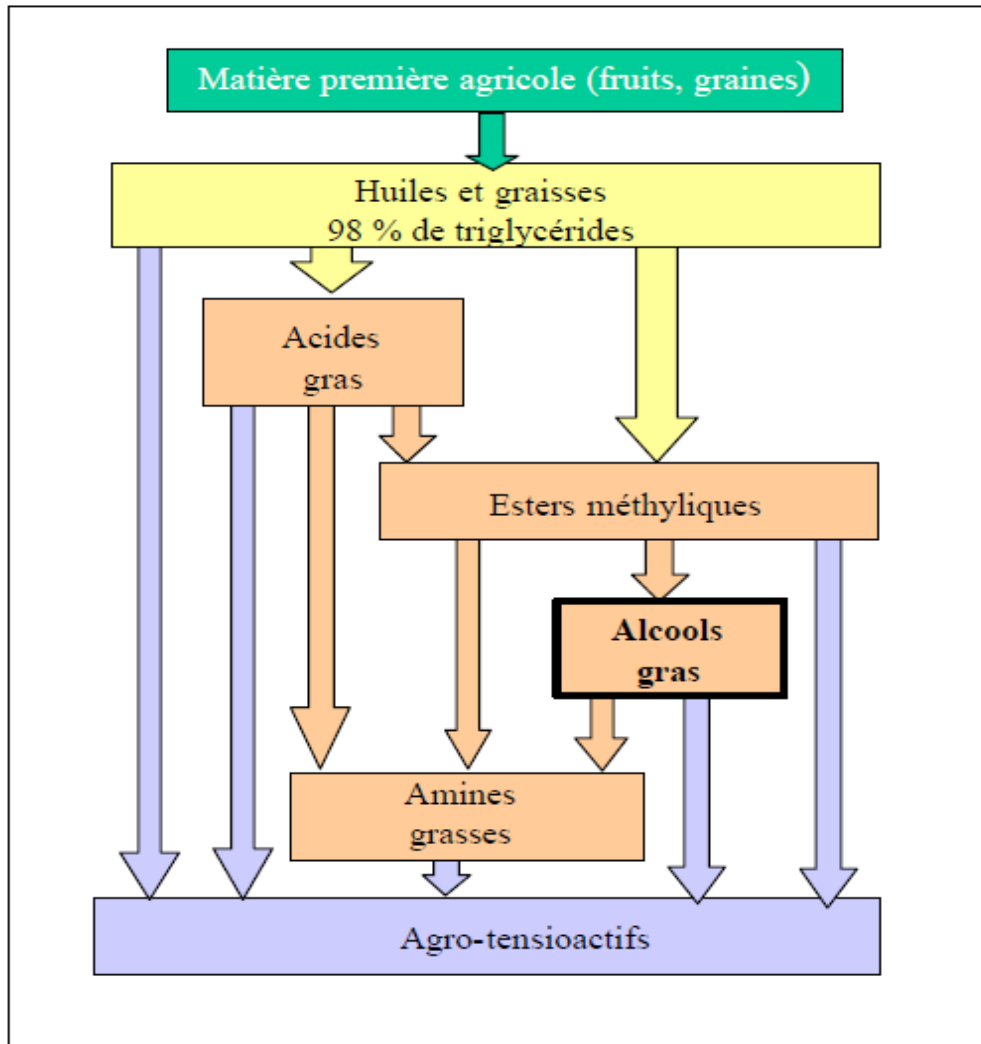 Matière première agricole (fruits, graines)
Huiles et graisses
98 % de triglycérides
Acides
gras
Esters méthyliques
Alcools
gras
Amines
grasses
Agro-tensioactifs